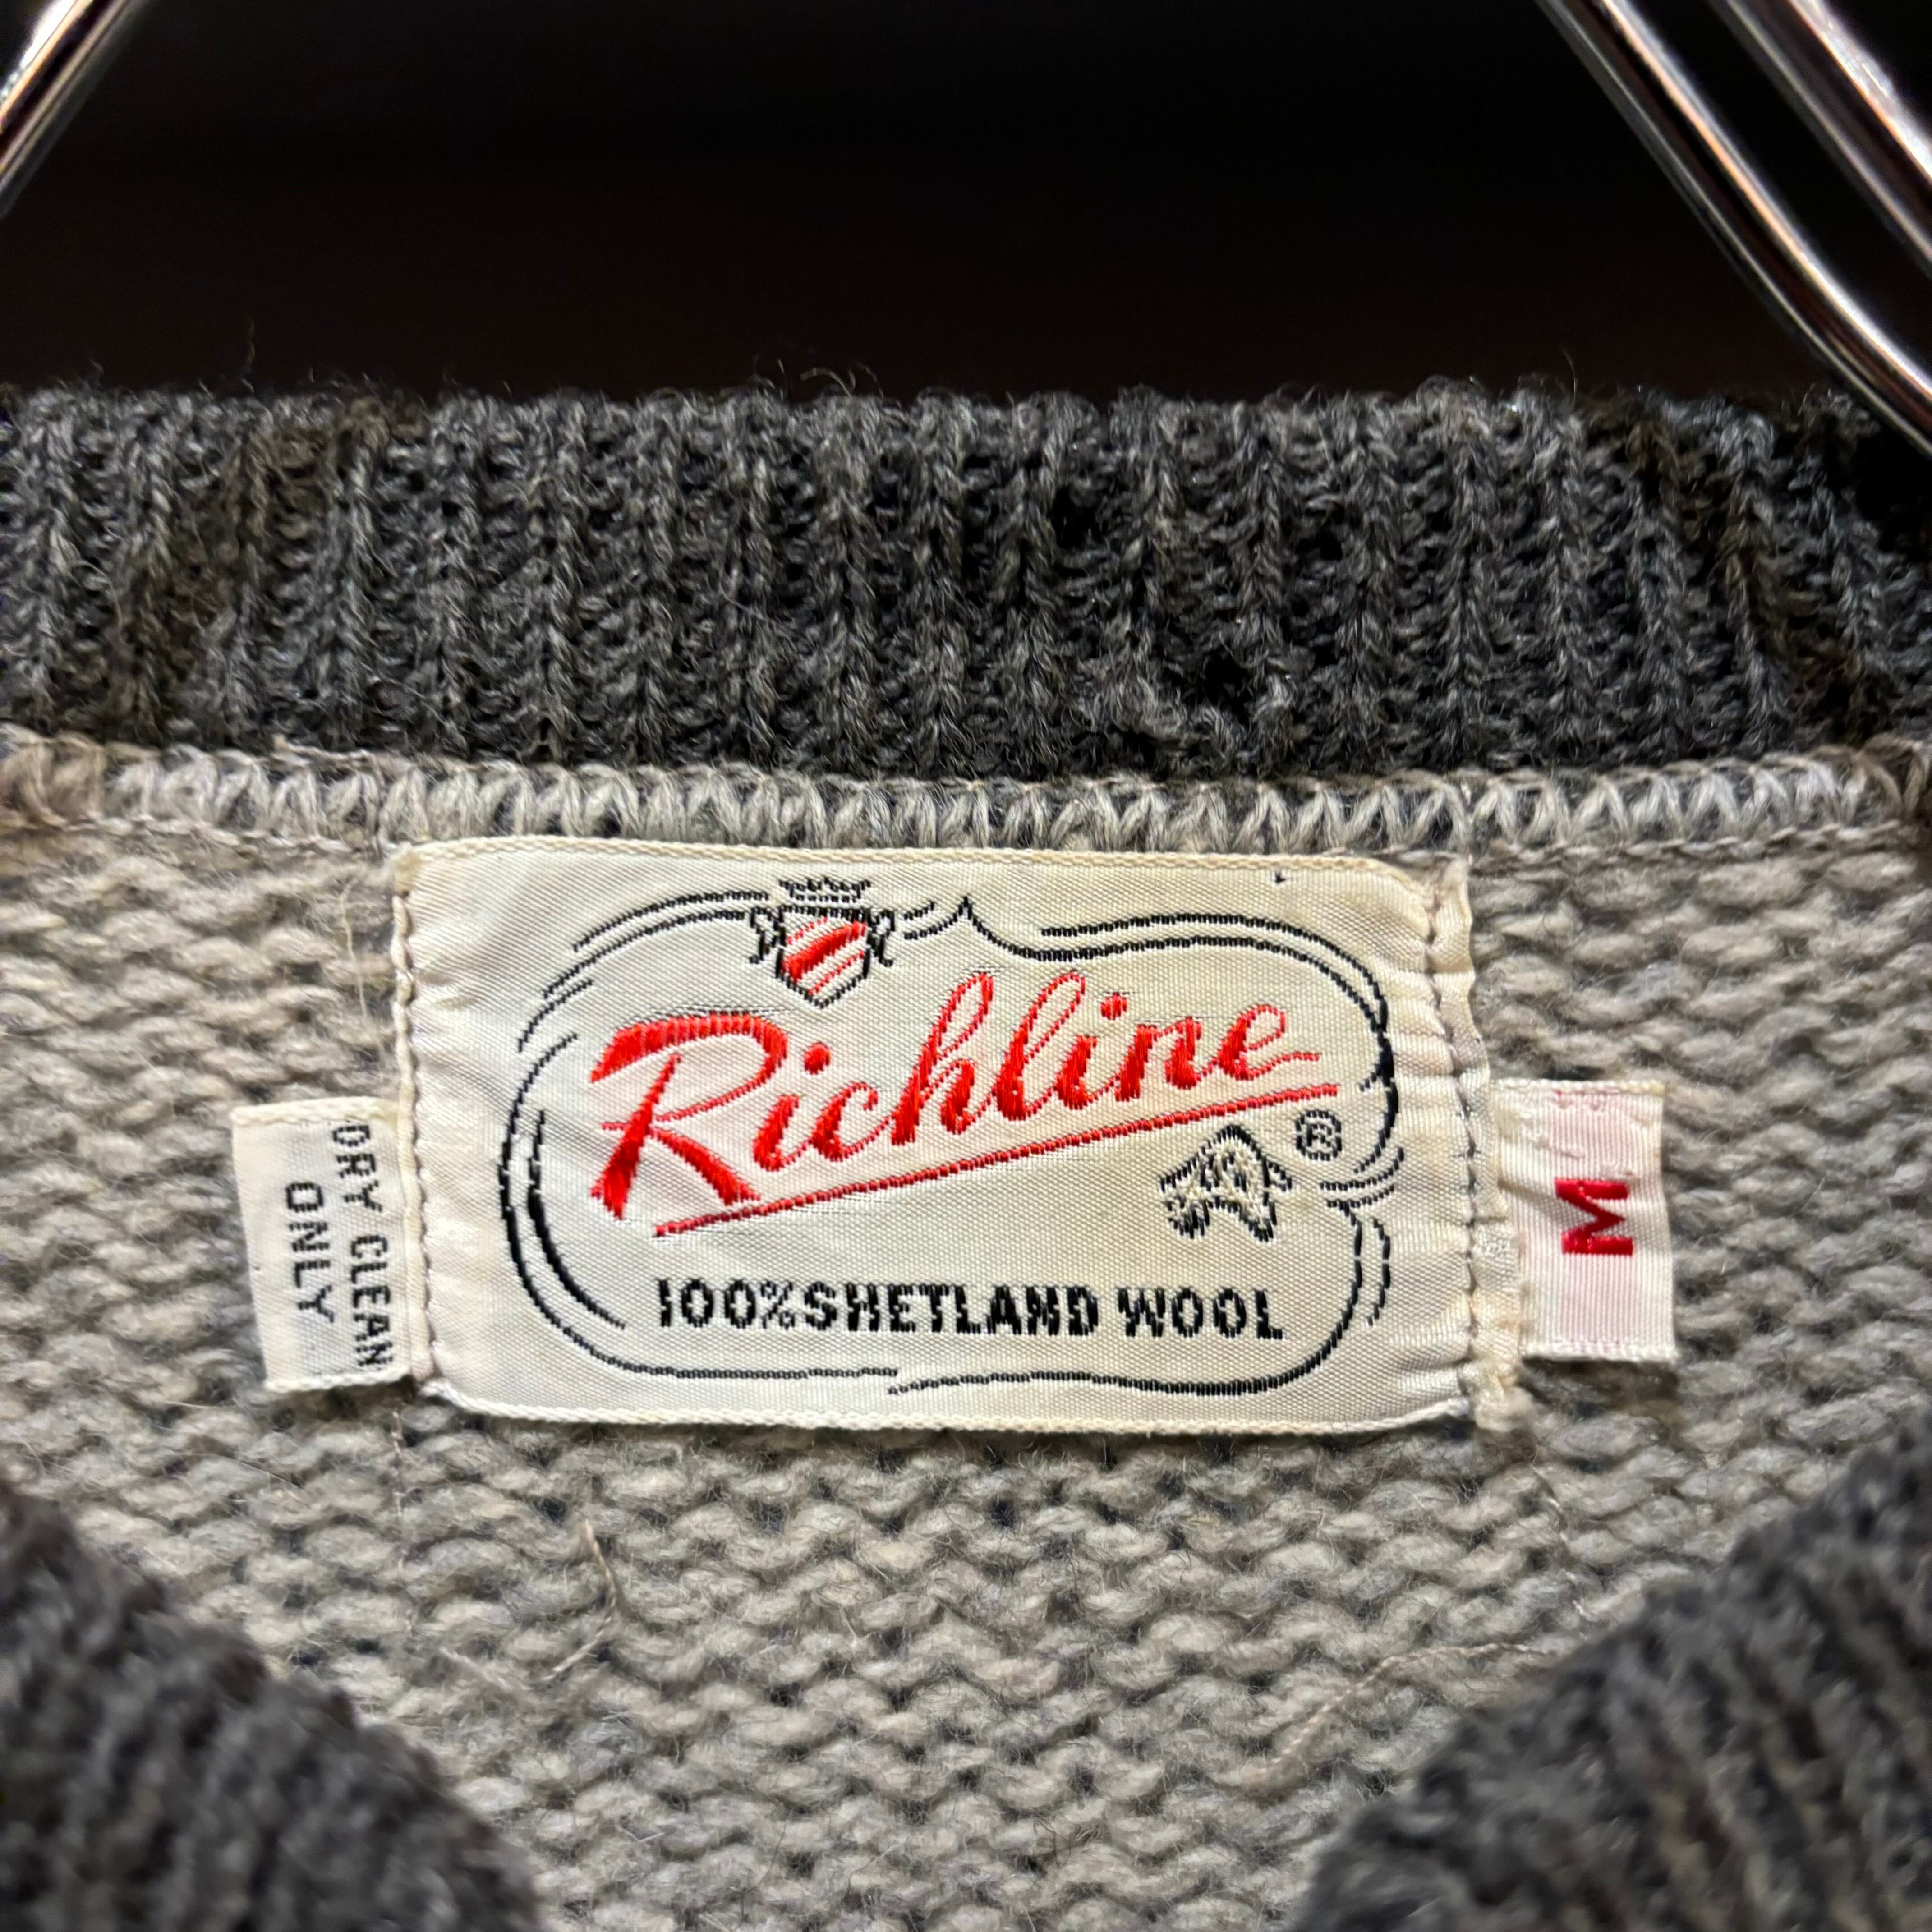 Richline
®
100% SHETLAND WOOL
DRY CLEAN
ONLY
M